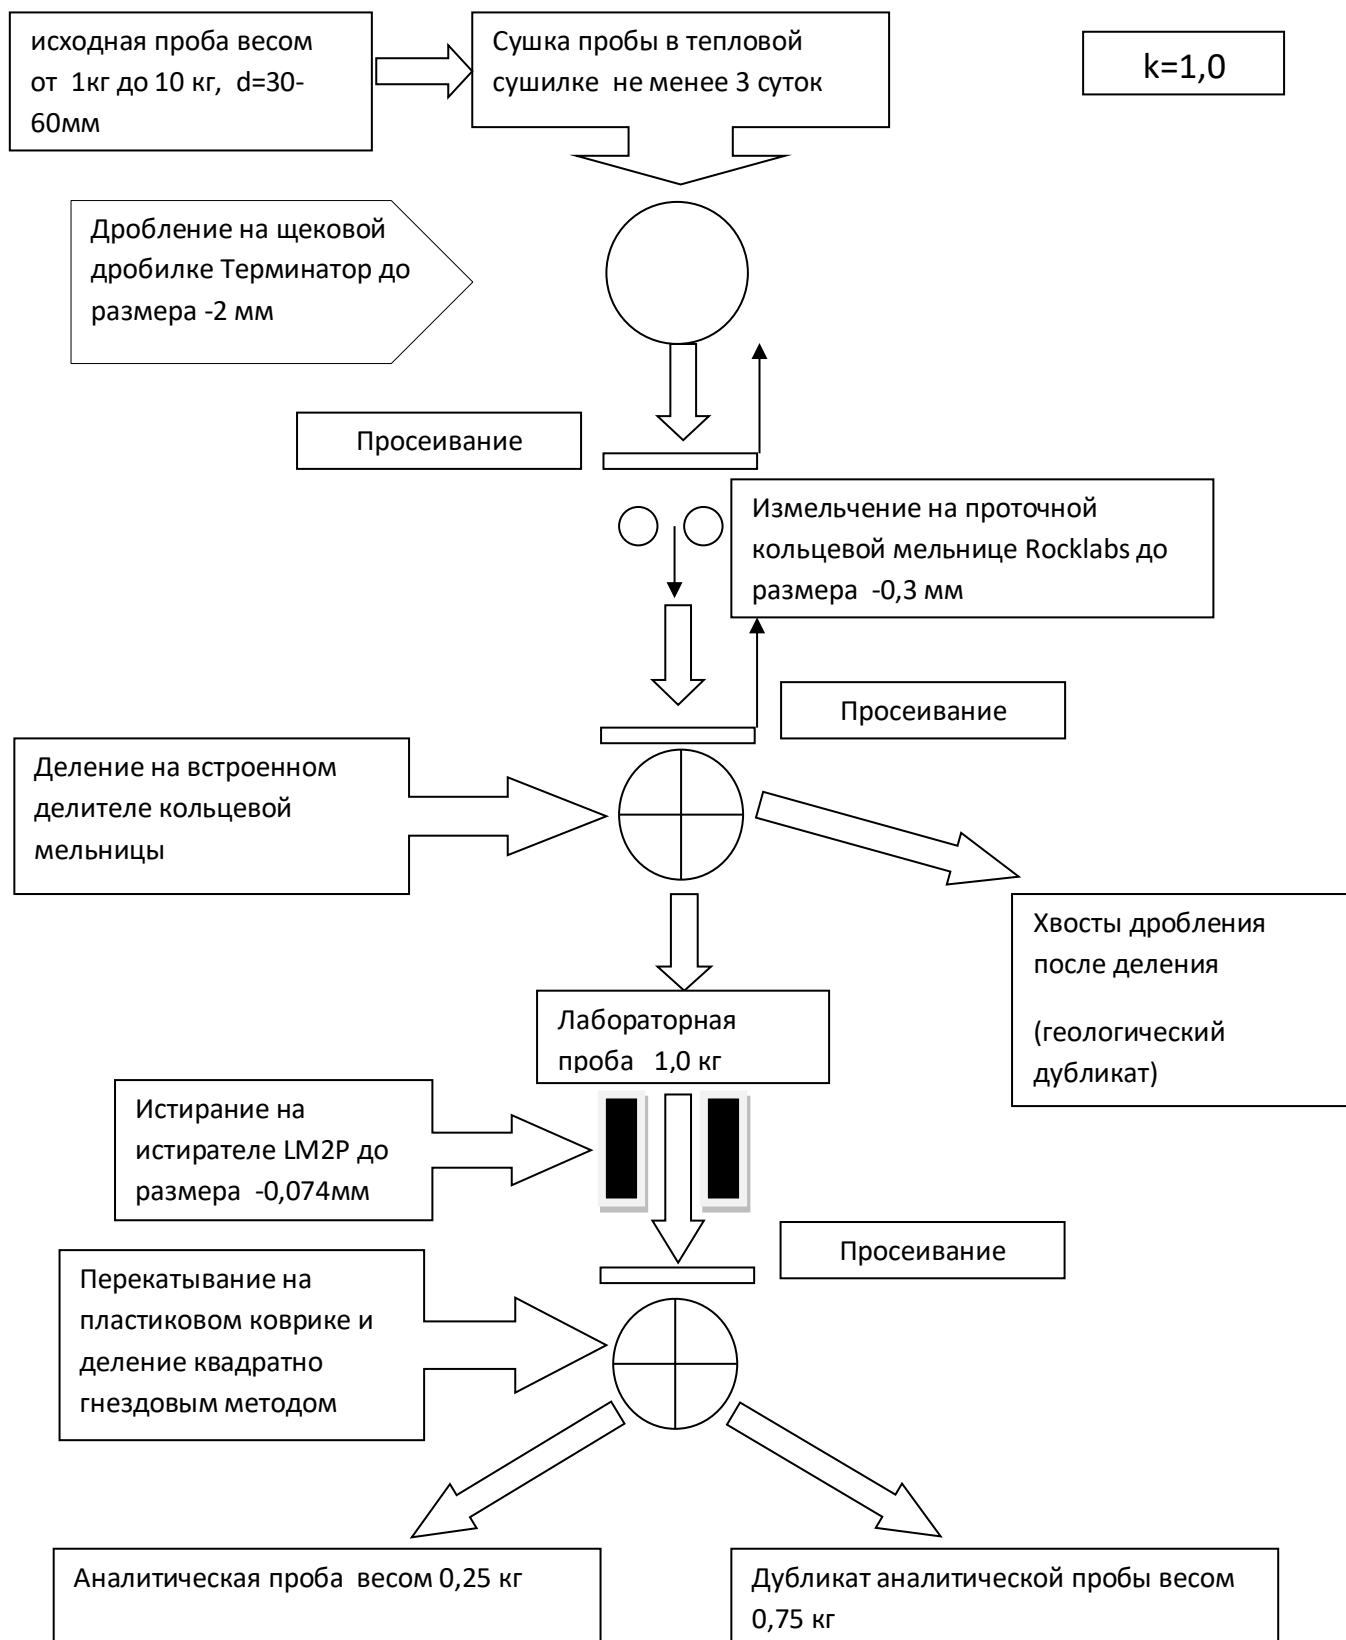 исходная проба весом
от 1кг до 10 кг, d=30-
60мм
Сушка пробы в тепловой
сушилке не менее 3 суток
k=1,0
Дробление на щековой
дробилке Терминатор до
размера -2 мм
Просеивание
Измельчение на проточной
кольцевой мельнице Rocklabs до
размера -0,3 мм
Просеивание
Деление на встроенном
делителе кольцевой
мельницы
Хвосты дробления
после деления
(геологический
дубликат)
Лабораторная
проба 1,0 кг
Истирание на
истирателе LM2P до
размера -0,074мм
Просеивание
Перекатывание на
пластиковом коврике и
деление квадратно
гнездовым методом
Аналитическая проба весом 0,25 кг
Дубликат аналитической пробы весом
0,75 кг